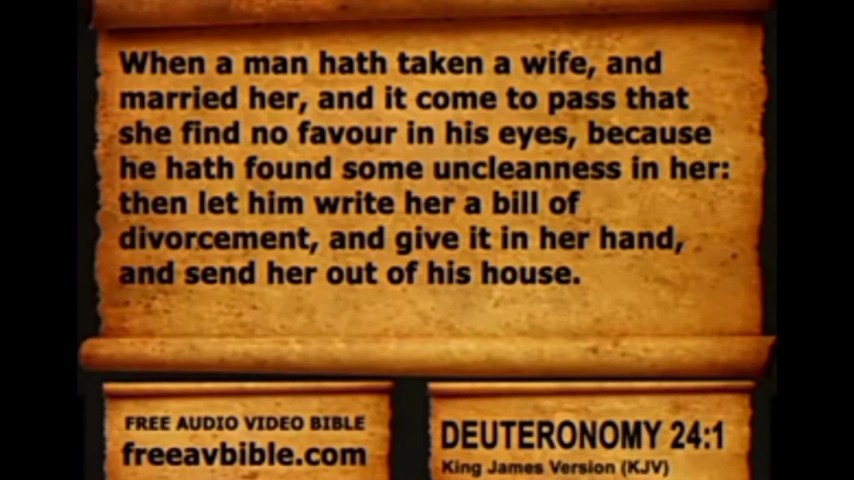 When a man hath taken a wife, and
married her, and it come to pass that
she find no favour in his eyes, because
he hath found some uncleanness in her:
then let him write her a bill of
divorcement, and give it in her hand,
and send her out of his house.
FREE AUDIO VIDEO BIBLE
freeavbible.com
DEUTERONOMY 24:1
King James Version (KJV)